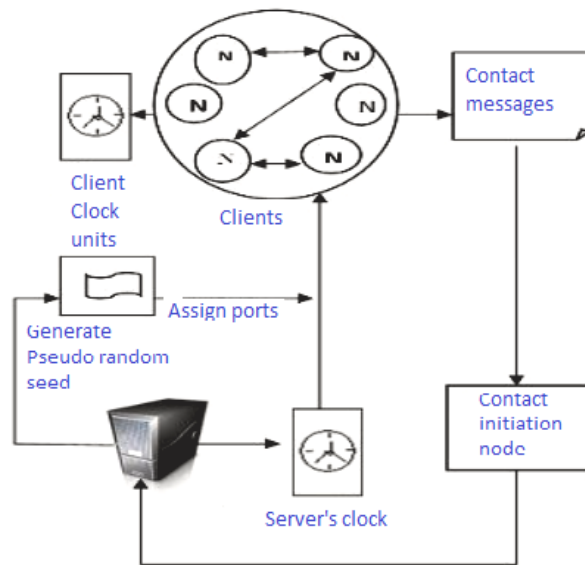 N
N
N
N
N
N
Contact
messages
Client
Clock
units
Clients
Assign ports
Generate
Pseudo random
seed
Contact
initiation
node
Server's clock